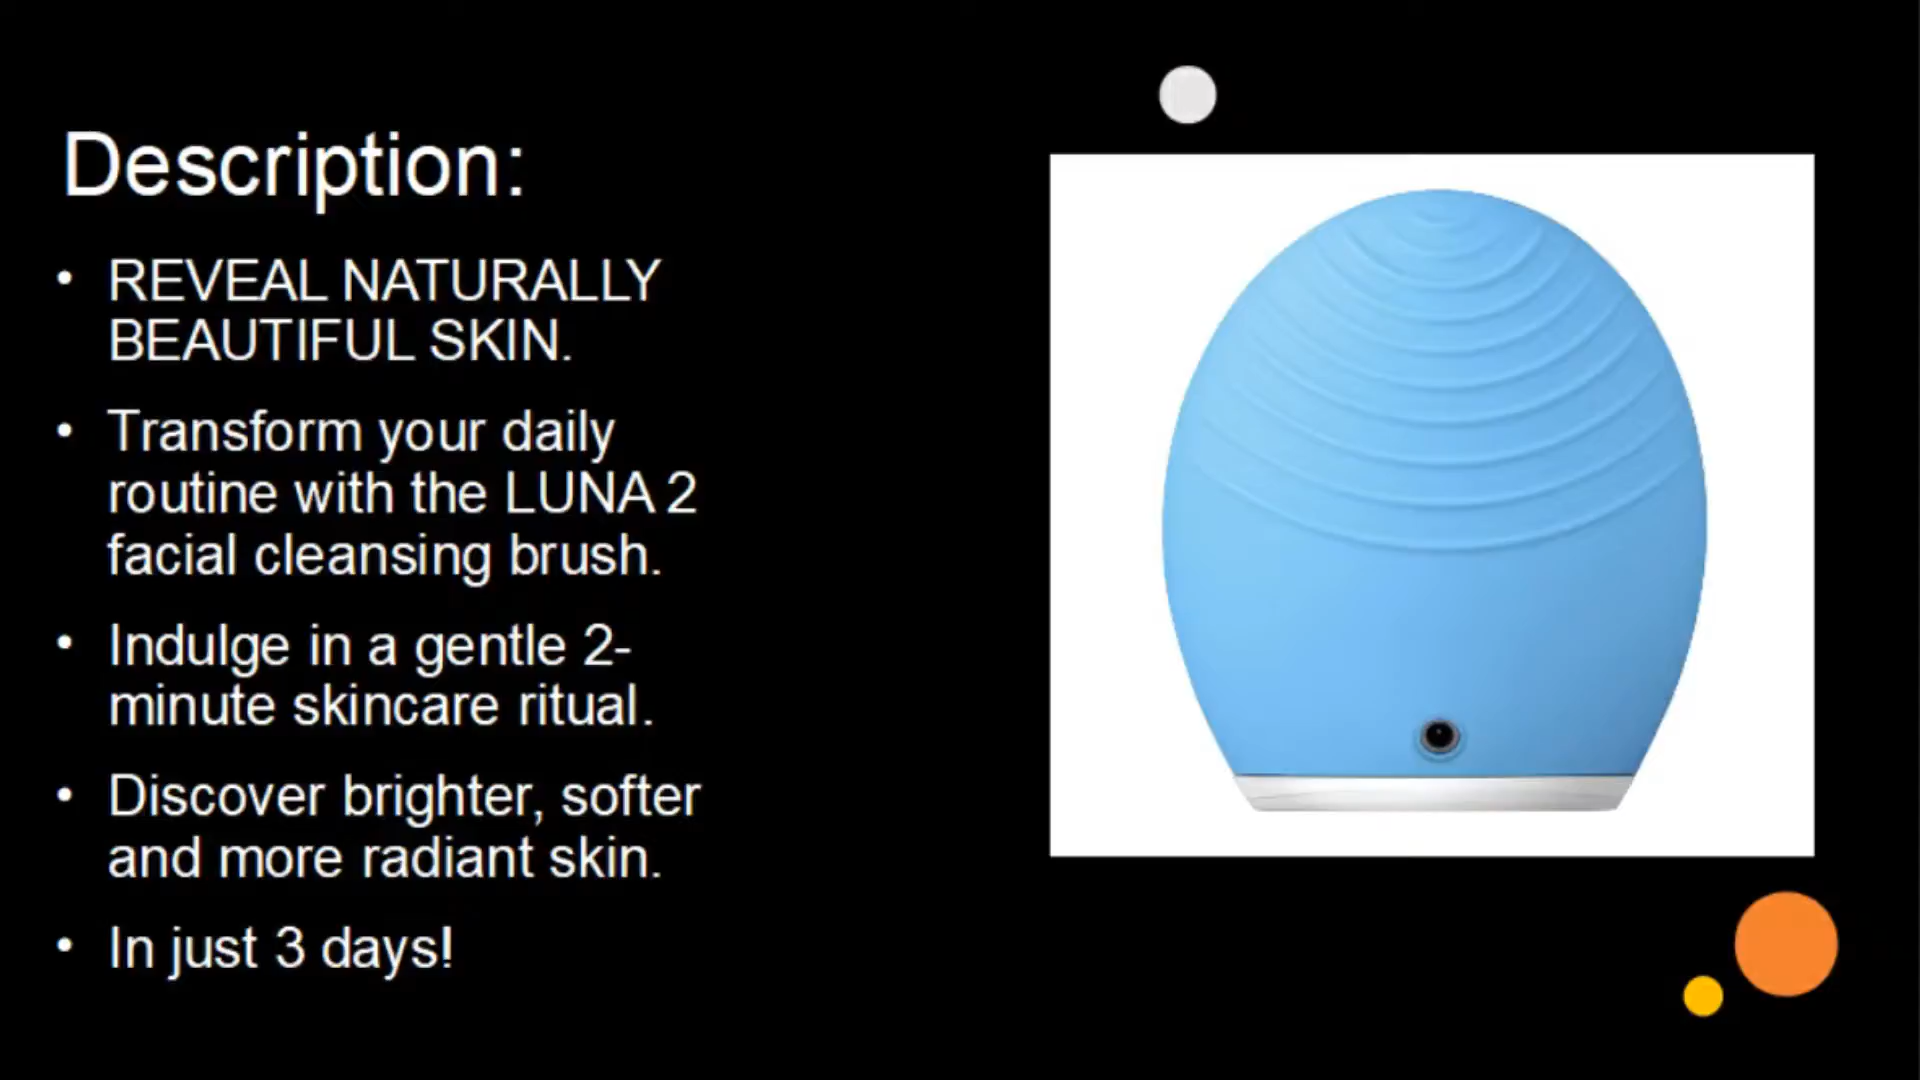 Description:
• REVEAL NATURALLY
BEAUTIFUL SKIN.
• Transform your daily
routine with the LUNA 2
facial cleansing brush.
• Indulge in a gentle 2-
minute skincare ritual.
• Discover brighter, softer
and more radiant skin.
• In just 3 days!